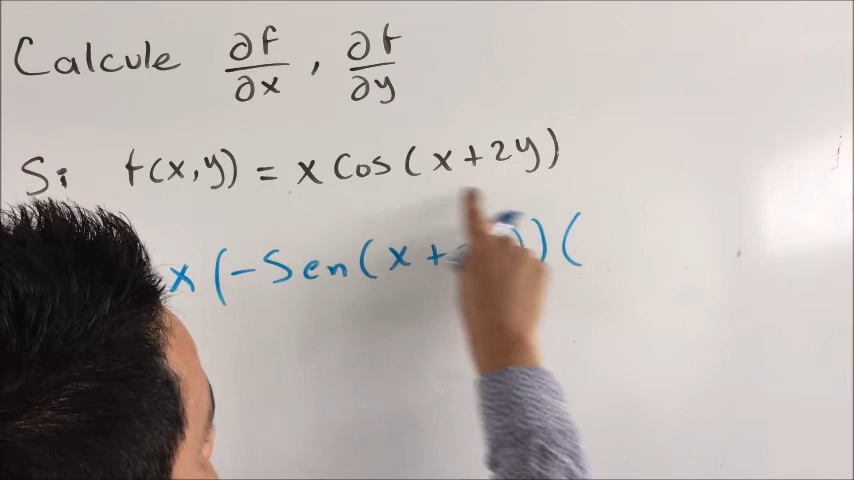 Calcule ∂f/∂x , ∂f/∂y
Si f(x,y) = x Cos(x+2y)
x(-Sen(x+ ))(